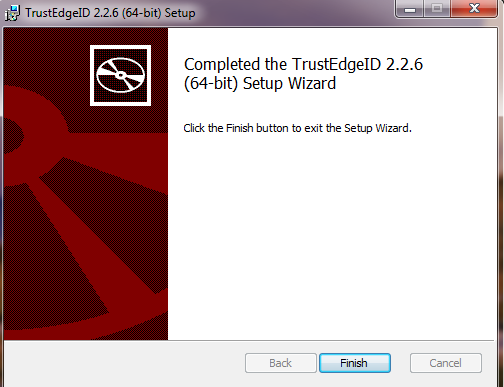 TrustEdgeID 2.2.6 (64-bit) Setup
Completed the TrustEdgeID 2.2.6
(64-bit) Setup Wizard
Click the Finish button to exit the Setup Wizard.
Back Finish Cancel